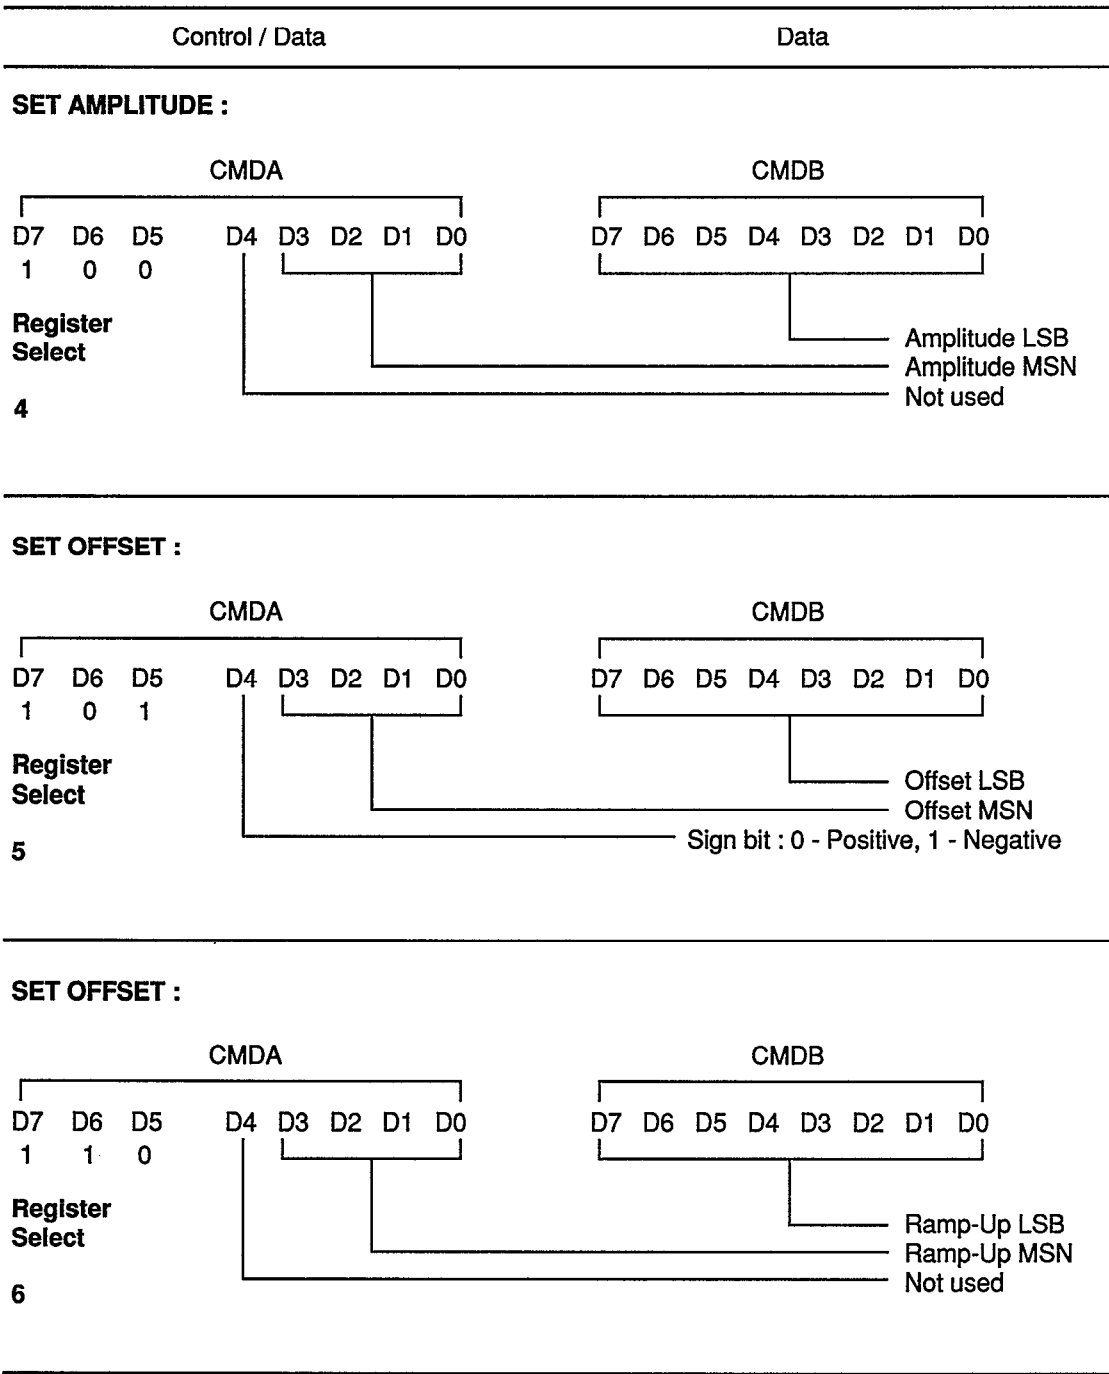 Control / Data Data
SET AMPLITUDE :
CMDA CMDB
D7 D6 D5 D4 D3 D2 D1 D0 D7 D6 D5 D4 D3 D2 D1 D0
1 0 0
Register
Select
Amplitude LSB
Amplitude MSN
Not used
4
SET OFFSET :
CMDA CMDB
D7 D6 D5 D4 D3 D2 D1 D0 D7 D6 D5 D4 D3 D2 D1 D0
1 0 1
Register
Select
Offset LSB
Offset MSN
Sign bit : 0 - Positive, 1 - Negative
5
SET OFFSET :
CMDA CMDB
D7 D6 D5 D4 D3 D2 D1 D0 D7 D6 D5 D4 D3 D2 D1 D0
1 1 0
Register
Select
Ramp-Up LSB
Ramp-Up MSN
Not used
6